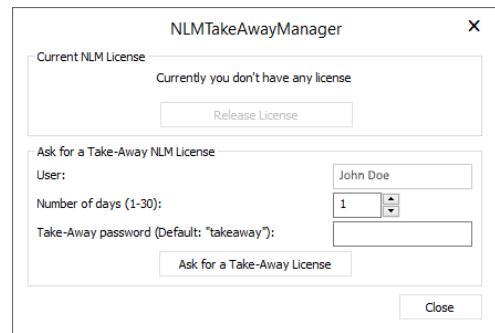 NLMTakeAwayManager
Current NLM License
Currently you don't have any license
Release License
Ask for a Take-Away NLM License
User: John Doe
Number of days (1-30): 1
Take-Away password (Default: "takeaway"):
Ask for a Take-Away License
Close